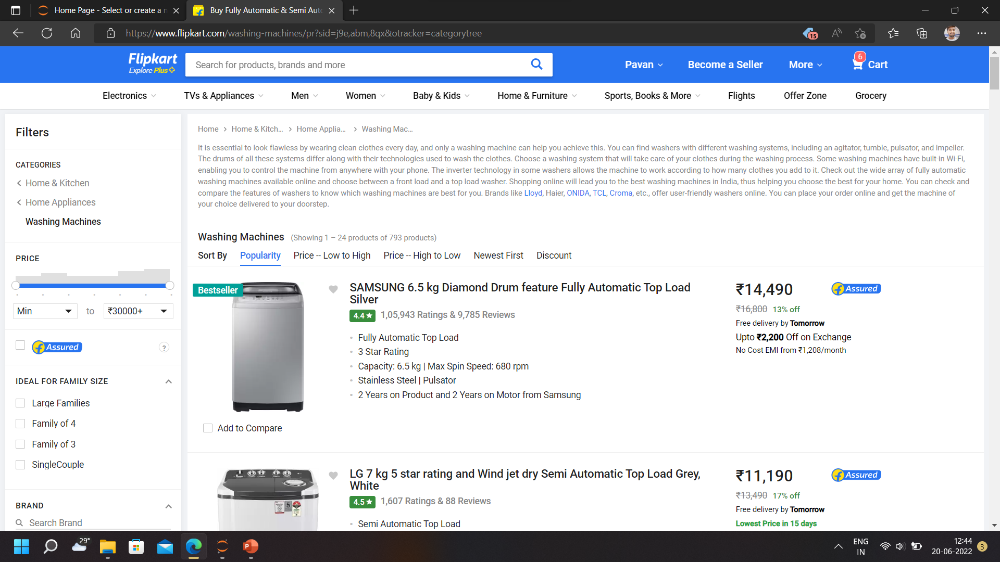 Home Page - Select or create a n
Buy Fully Automatic & Semi Auto
https://www.flipkart.com/washing-machines/pr?sid=j9e,abm,8qx&otracker=categorytree
15
Flipkart
Explore Plus
Search for products, brands and more
Pavan
Become a Seller
More
6
Cart
Electronics
TVs & Appliances
Men
Women
Baby & Kids
Home & Furniture
Sports, Books & More
Flights
Offer Zone
Grocery
Filters
CATEGORIES
Home & Kitchen
Home Appliances
Washing Machines
PRICE
Min
to
₹30000+
Assured
?
IDEAL FOR FAMILY SIZE
Large Families
Family of 4
Family of 3
SingleCouple
BRAND
Search Brand
Home > Home & Kitch... > Home Applia... > Washing Mac...
It is essential to look flawless by wearing clean clothes every day, and only a washing machine can help you achieve this. You can find washers with different washing systems, including an agitator, tumble, pulsator, and impeller.
The drums of all these systems differ along with their technologies used to wash the clothes. Choose a washing system that will take care of your clothes during the washing process. Some washing machines have built-in Wi-Fi,
enabling you to control the machine from anywhere with your phone. The inverter technology in some washers allows the machine to work according to how many clothes you add to it. Check out the wide array of fully automatic
washing machines available online and choose between a front load and a top load washer. Shopping online will lead you to the best washing machines in India, thus helping you choose the best for your home. You can check and
compare the features of washers to know which washing machines are best for you. Brands like Lloyd, Haier, ONIDA, TCL, Croma, etc., offer user-friendly washers online. You can place your order online and get the machine of
your choice delivered to your doorstep.
Washing Machines (Showing 1 – 24 products of 793 products)
Sort By Popularity Price -- Low to High Price -- High to Low Newest First Discount
Bestseller
SAMSUNG 6.5 kg Diamond Drum feature Fully Automatic Top Load
Silver
4.4★ 1,05,943 Ratings & 9,785 Reviews
• Fully Automatic Top Load
• 3 Star Rating
• Capacity: 6.5 kg | Max Spin Speed: 680 rpm
• Stainless Steel | Pulsator
• 2 Years on Product and 2 Years on Motor from Samsung
Add to Compare
₹14,490
Assured
₹16,800 13% off
Free delivery by Tomorrow
Upto ₹2,200 Off on Exchange
No Cost EMI from ₹1,208/month
LG 7 kg 5 star rating and Wind jet dry Semi Automatic Top Load Grey,
White
4.5★ 1,607 Ratings & 88 Reviews
• Semi Automatic Top Load
5
₹11,190
Assured
₹13,490 17% off
Free delivery by Tomorrow
Lowest Price in 15 days
29°
P
ENG
IN
12:44
20-06-2022
3